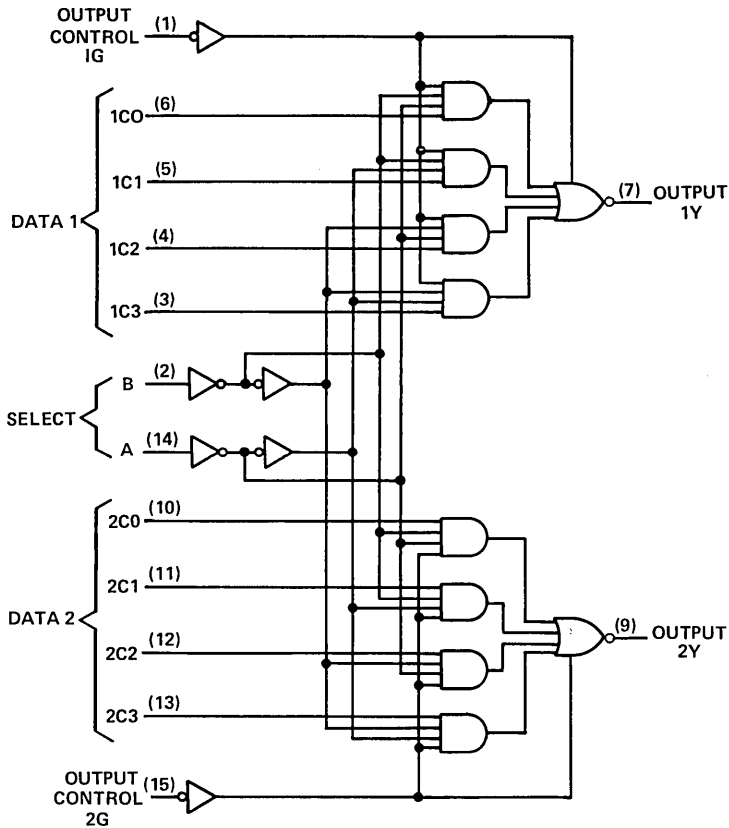 OUTPUT
CONTROL
IG
(1)
1CO
(6)
1C1
(5)
DATA 1
1C2
(4)
1C3
(3)
(7)
OUTPUT
1Y
B
(2)
SELECT
A
(14)
2C0
(10)
2C1
(11)
DATA 2
2C2
(12)
2C3
(13)
(9)
OUTPUT
2Y
OUTPUT
CONTROL
2G
(15)